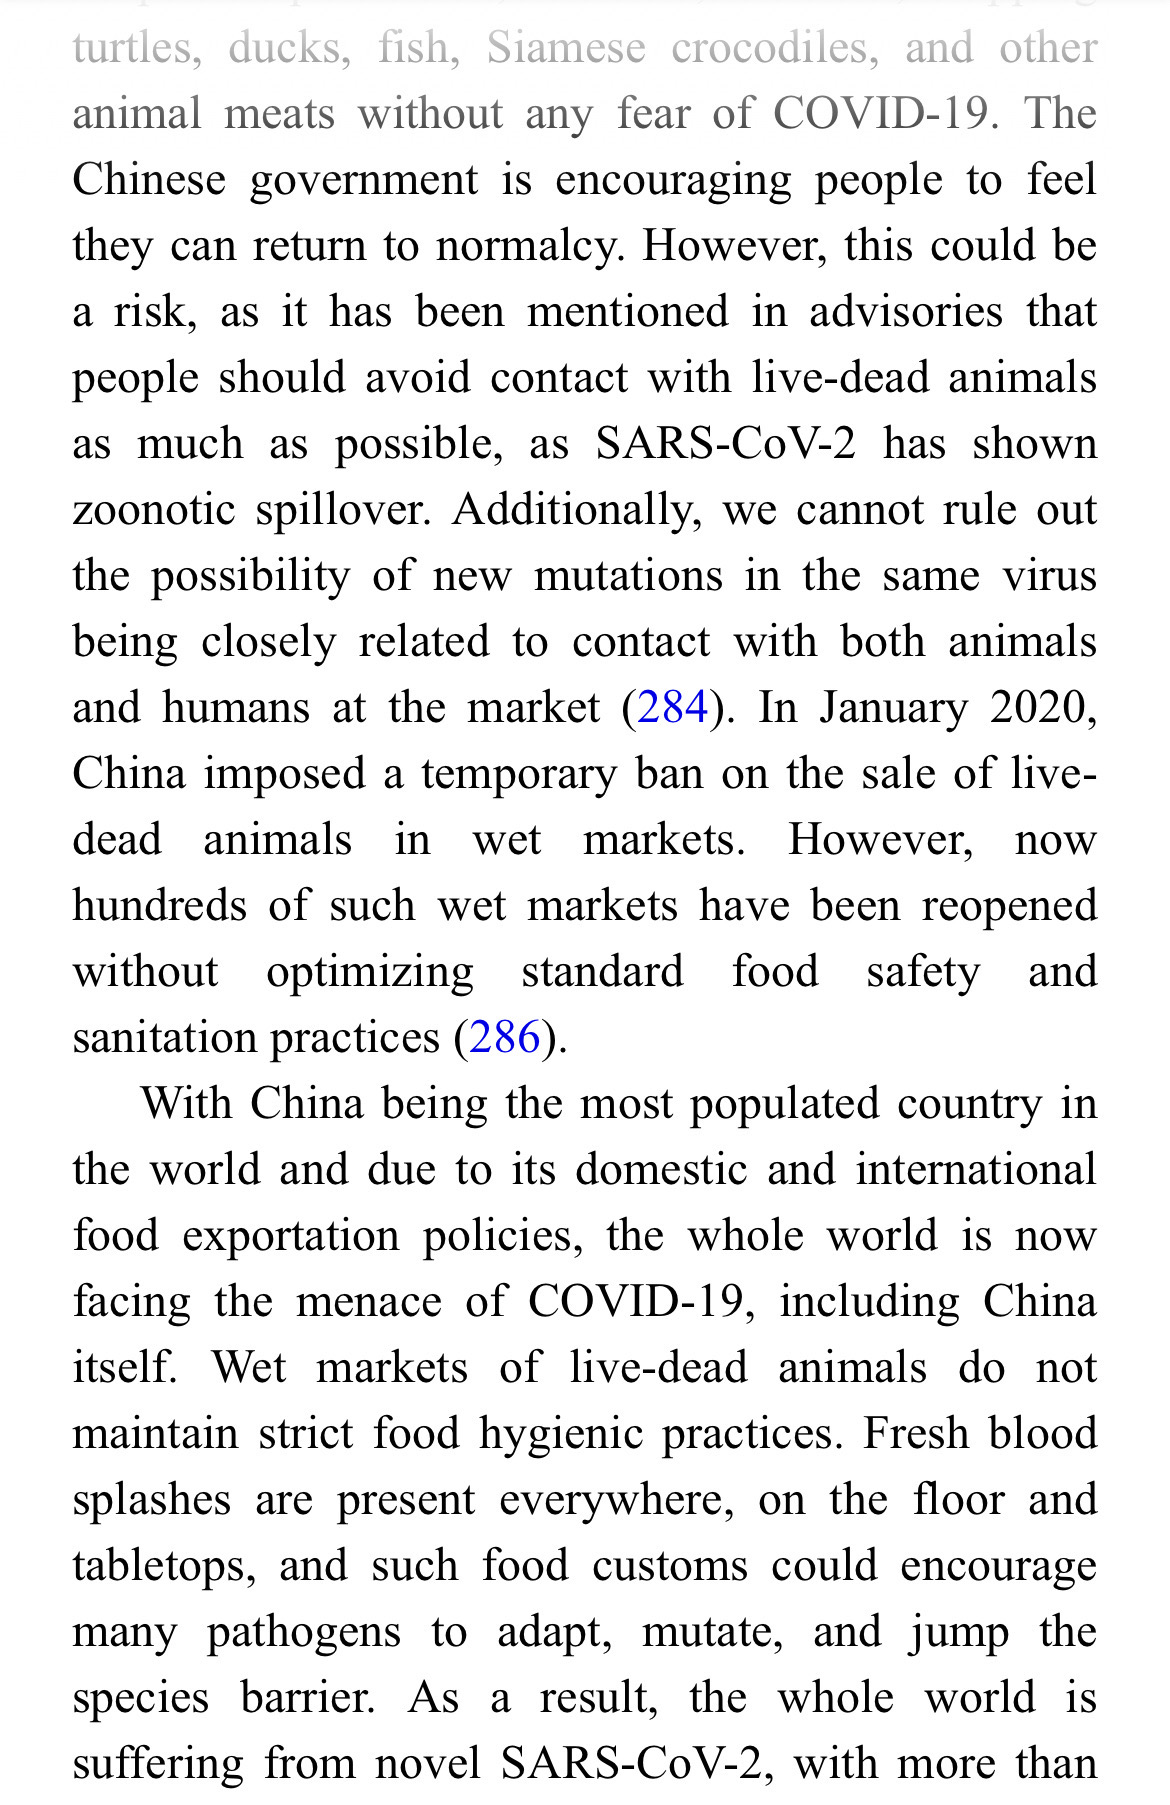 turtles, ducks, fish, Siamese crocodiles, and other
animal meats without any fear of COVID-19. The
Chinese government is encouraging people to feel
they can return to normalcy. However, this could be
a risk, as it has been mentioned in advisories that
people should avoid contact with live-dead animals
as much as possible, as SARS-CoV-2 has shown
zoonotic spillover. Additionally, we cannot rule out
the possibility of new mutations in the same virus
being closely related to contact with both animals
and humans at the market (284). In January 2020,
China imposed a temporary ban on the sale of live-
dead animals in wet markets. However, now
hundreds of such wet markets have been reopened
without optimizing standard food safety and
sanitation practices (286).
With China being the most populated country in
the world and due to its domestic and international
food exportation policies, the whole world is now
facing the menace of COVID-19, including China
itself. Wet markets of live-dead animals do not
maintain strict food hygienic practices. Fresh blood
splashes are present everywhere, on the floor and
tabletops, and such food customs could encourage
many pathogens to adapt, mutate, and jump the
species barrier. As a result, the whole world is
suffering from novel SARS-CoV-2, with more than